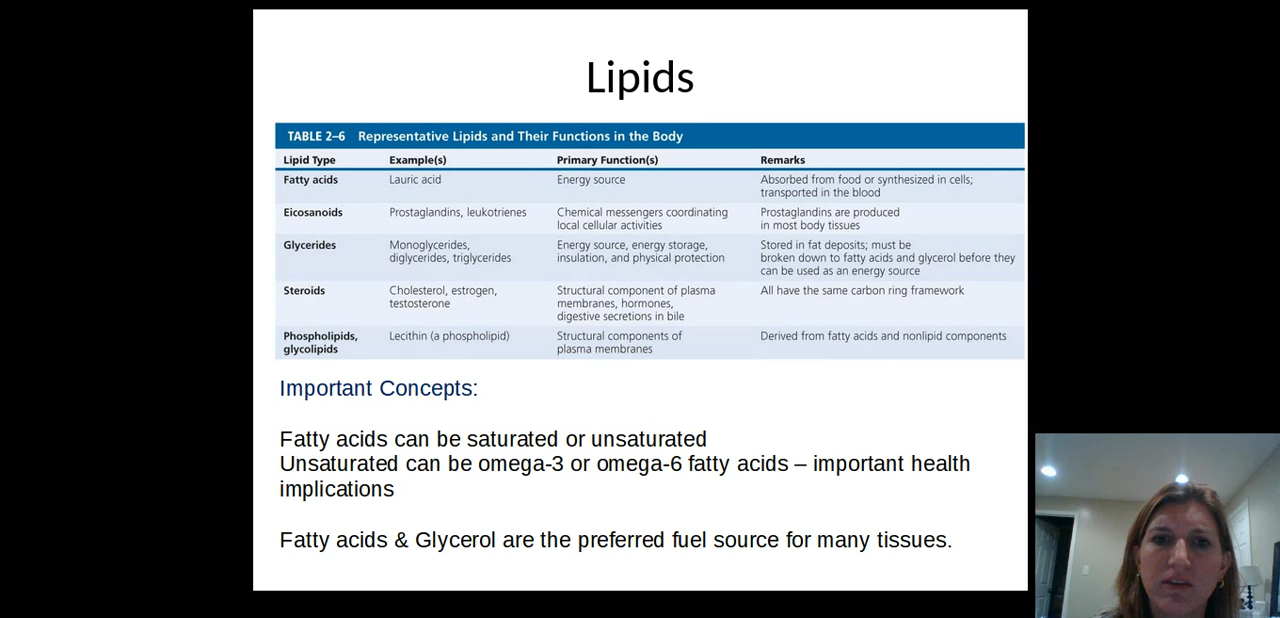 Lipids
TABLE 2–6 Representative Lipids and Their Functions in the Body
Lipid Type Example(s) Primary Function(s) Remarks
Fatty acids Lauric acid Energy source Absorbed from food or synthesized in cells;
transported in the blood
Eicosanoids Prostaglandins, leukotrienes Chemical messengers coordinating Prostaglandins are produced
local cellular activities in most body tissues
Glycerides Monoglycerides, Energy source, energy storage, Stored in fat deposits; must be
diglycerides, triglycerides insulation, and physical protection broken down to fatty acids and glycerol before they
can be used as an energy source
Steroids Cholesterol, estrogen, Structural component of plasma All have the same carbon ring framework
testosterone membranes, hormones,
digestive secretions in bile
Phospholipids, Lecithin (a phospholipid) Structural components of Derived from fatty acids and nonlipid components
glycolipids plasma membranes
Important Concepts:
Fatty acids can be saturated or unsaturated
Unsaturated can be omega-3 or omega-6 fatty acids – important health
implications
Fatty acids & Glycerol are the preferred fuel source for many tissues.